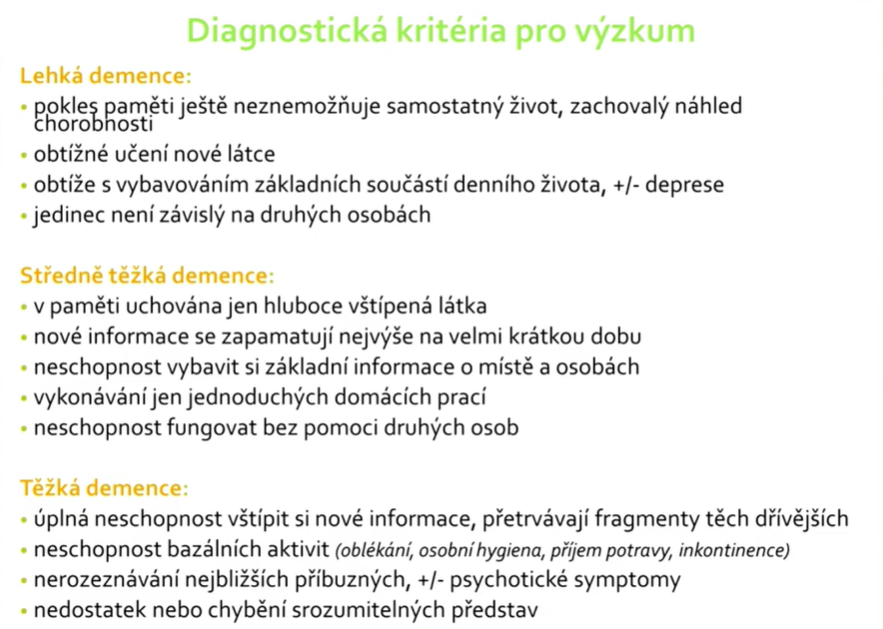 Diagnostická kritéria pro výzkum
Lehká demence:
• pokles paměti ještě neznemožňuje samostatný život, zachovalý náhled
chorobnosti
• obtížné učení nové látce
• obtíže s vybavováním základních součástí denního života, +/- deprese
• jedinec není závislý na druhých osobách
Středně těžká demence:
• v paměti uchována jen hluboce vštípená látka
• nové informace se zapamatují nejvýše na velmi krátkou dobu
• neschopnost vybavit si základní informace o místě a osobách
• vykonávání jen jednoduchých domácích prací
• neschopnost fungovat bez pomoci druhých osob
Těžká demence:
• úplná neschopnost vštípit si nové informace, přetrvávají fragmenty těch dřívějších
• neschopnost bazálních aktivit (oblékání, osobní hygiena, příjem potravy, inkontinence)
• nerozeznávání nejbližších příbuzných, +/- psychotické symptomy
• nedostatek nebo chybění srozumitelných představ